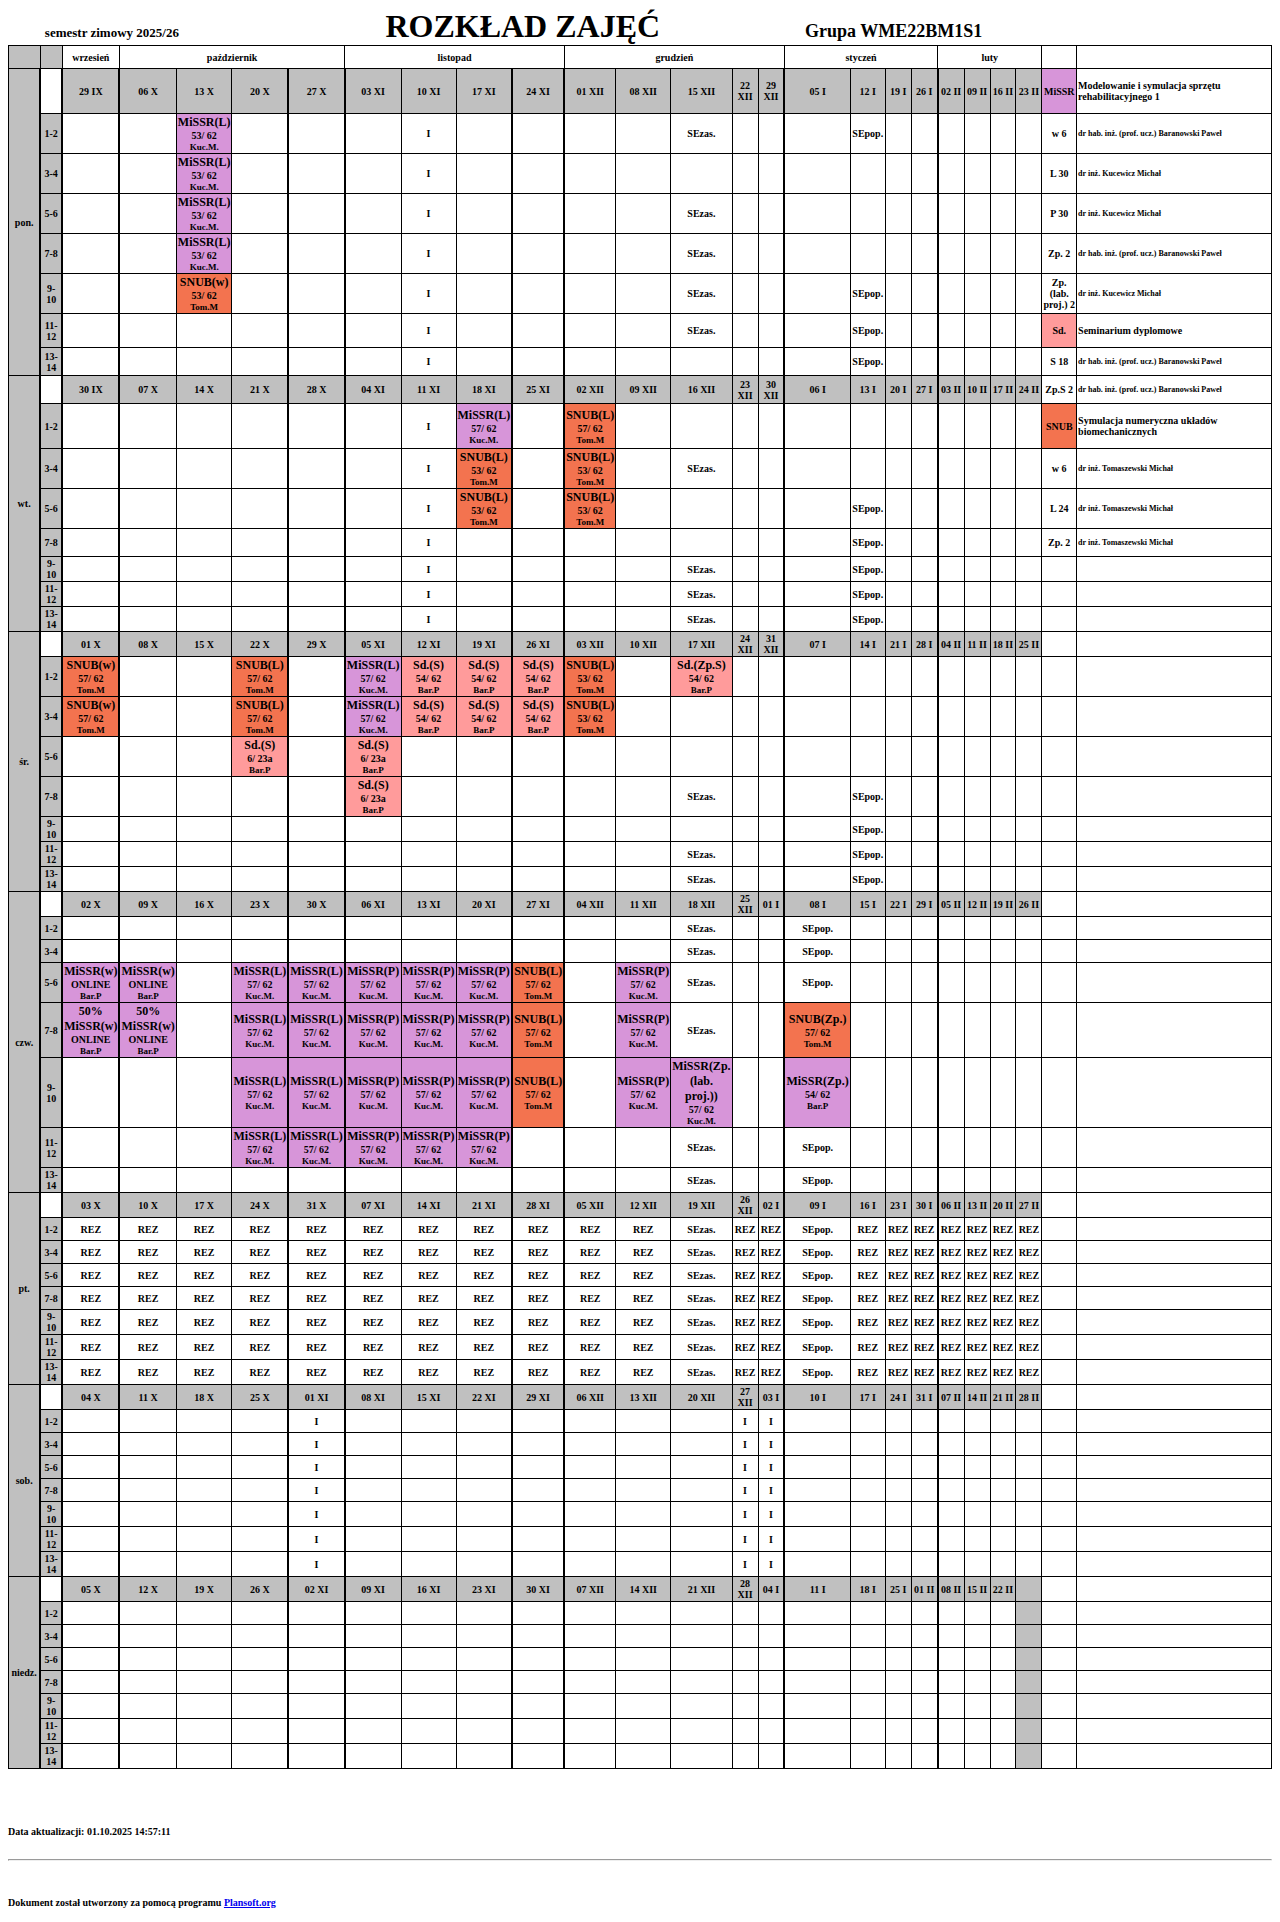 semestr zimowy 2025/26 ROZKŁAD ZAJĘĆ Grupa WME22BM1S1
wrzesień październik listopad grudzień styczeń luty
pon. 29 IX 06 X 13 X 20 X 27 X 03 XI 10 XI 17 XI 24 XI 01 XII 08 XII 15 XII 22 XII 29 XII 05 I 12 I 19 I 26 I 02 II 09 II 16 II 23 II MiSSR Modelowanie i symulacja sprzętu rehabilitacyjnego 1
1-2 MiSSR(L) 53/ 62 Kuc.M. I SEzas. SEpop. w 6 dr hab. inż. (prof. ucz.) Baranowski Paweł
3-4 MiSSR(L) 53/ 62 Kuc.M. I L 30 dr inż. Kucewicz Michał
5-6 MiSSR(L) 53/ 62 Kuc.M. I SEzas. P 30 dr inż. Kucewicz Michał
7-8 MiSSR(L) 53/ 62 Kuc.M. I SEzas. Zp. 2 dr hab. inż. (prof. ucz.) Baranowski Paweł
9-10 SNUB(w) 53/ 62 Tom.M I SEzas. SEpop. Zp. (lab. proj.) 2 dr inż. Kucewicz Michał
11-12 I SEzas. SEpop. Sd. Seminarium dyplomowe
13-14 I SEpop. S 18 dr hab. inż. (prof. ucz.) Baranowski Paweł
wt. 30 IX 07 X 14 X 21 X 28 X 04 XI 11 XI 18 XI 25 XI 02 XII 09 XII 16 XII 23 XII 30 XII 06 I 13 I 20 I 27 I 03 II 10 II 17 II 24 II Zp.S 2 dr hab. inż. (prof. ucz.) Baranowski Paweł
1-2 I MiSSR(L) 57/ 62 Kuc.M. SNUB(L) 57/ 62 Tom.M SNUB Symulacja numeryczna układów biomechanicznych
3-4 I SNUB(L) 53/ 62 Tom.M SNUB(L) 53/ 62 Tom.M SEzas. w 6 dr inż. Tomaszewski Michał
5-6 I SNUB(L) 53/ 62 Tom.M SNUB(L) 53/ 62 Tom.M SEpop. L 24 dr inż. Tomaszewski Michał
7-8 I SEpop. Zp. 2 dr inż. Tomaszewski Michał
9-10 I SEzas. SEpop.
11-12 I SEzas. SEpop.
13-14 I SEzas. SEpop.
śr. 01 X 08 X 15 X 22 X 29 X 05 XI 12 XI 19 XI 26 XI 03 XII 10 XII 17 XII 24 XII 31 XII 07 I 14 I 21 I 28 I 04 II 11 II 18 II 25 II
1-2 SNUB(w) 57/ 62 Tom.M SNUB(L) 57/ 62 Tom.M MiSSR(L) 57/ 62 Kuc.M. Sd.(S) 54/ 62 Bar.P Sd.(S) 54/ 62 Bar.P Sd.(S) 54/ 62 Bar.P SNUB(L) 53/ 62 Tom.M Sd.(Zp.S) 54/ 62 Bar.P
3-4 SNUB(w) 57/ 62 Tom.M SNUB(L) 57/ 62 Tom.M MiSSR(L) 57/ 62 Kuc.M. Sd.(S) 54/ 62 Bar.P Sd.(S) 54/ 62 Bar.P Sd.(S) 54/ 62 Bar.P SNUB(L) 53/ 62 Tom.M
5-6 Sd.(S) 6/ 23a Bar.P Sd.(S) 6/ 23a Bar.P
7-8 Sd.(S) 6/ 23a Bar.P SEzas. SEpop.
9-10 SEpop.
11-12 SEzas. SEpop.
13-14 SEzas. SEpop.
czw. 02 X 09 X 16 X 23 X 30 X 06 XI 13 XI 20 XI 27 XI 04 XII 11 XII 18 XII 25 XII 01 I 08 I 15 I 22 I 29 I 05 II 12 II 19 II 26 II
1-2 SEzas. SEpop.
3-4 SEzas. SEpop.
5-6 MiSSR(w) ONLINE Bar.P MiSSR(w) ONLINE Bar.P MiSSR(L) 57/ 62 Kuc.M. MiSSR(L) 57/ 62 Kuc.M. MiSSR(P) 57/ 62 Kuc.M. MiSSR(P) 57/ 62 Kuc.M. MiSSR(P) 57/ 62 Kuc.M. SNUB(L) 57/ 62 Tom.M MiSSR(P) 57/ 62 Kuc.M. SEzas. SEpop.
7-8 50% MiSSR(w) ONLINE Bar.P 50% MiSSR(w) ONLINE Bar.P MiSSR(L) 57/ 62 Kuc.M. MiSSR(L) 57/ 62 Kuc.M. MiSSR(P) 57/ 62 Kuc.M. MiSSR(P) 57/ 62 Kuc.M. MiSSR(P) 57/ 62 Kuc.M. SNUB(L) 57/ 62 Tom.M MiSSR(P) 57/ 62 Kuc.M. SEzas. SNUB(Zp.) 57/ 62 Tom.M
9-10 MiSSR(L) 57/ 62 Kuc.M. MiSSR(L) 57/ 62 Kuc.M. MiSSR(P) 57/ 62 Kuc.M. MiSSR(P) 57/ 62 Kuc.M. MiSSR(P) 57/ 62 Kuc.M. SNUB(L) 57/ 62 Tom.M MiSSR(P) 57/ 62 Kuc.M. MiSSR(Zp. (lab. proj.)) 57/ 62 Kuc.M. MiSSR(Zp.) 54/ 62 Bar.P
11-12 MiSSR(L) 57/ 62 Kuc.M. MiSSR(L) 57/ 62 Kuc.M. MiSSR(P) 57/ 62 Kuc.M. MiSSR(P) 57/ 62 Kuc.M. MiSSR(P) 57/ 62 Kuc.M. SEzas. SEpop.
13-14 SEzas. SEpop.
pt. 03 X 10 X 17 X 24 X 31 X 07 XI 14 XI 21 XI 28 XI 05 XII 12 XII 19 XII 26 XII 02 I 09 I 16 I 23 I 30 I 06 II 13 II 20 II 27 II
1-2 REZ REZ REZ REZ REZ REZ REZ REZ REZ REZ REZ SEzas. REZ REZ SEpop. REZ REZ REZ REZ REZ REZ REZ
3-4 REZ REZ REZ REZ REZ REZ REZ REZ REZ REZ REZ SEzas. REZ REZ SEpop. REZ REZ REZ REZ REZ REZ REZ
5-6 REZ REZ REZ REZ REZ REZ REZ REZ REZ REZ REZ SEzas. REZ REZ SEpop. REZ REZ REZ REZ REZ REZ REZ
7-8 REZ REZ REZ REZ REZ REZ REZ REZ REZ REZ REZ SEzas. REZ REZ SEpop. REZ REZ REZ REZ REZ REZ REZ
9-10 REZ REZ REZ REZ REZ REZ REZ REZ REZ REZ REZ SEzas. REZ REZ SEpop. REZ REZ REZ REZ REZ REZ REZ
11-12 REZ REZ REZ REZ REZ REZ REZ REZ REZ REZ REZ SEzas. REZ REZ SEpop. REZ REZ REZ REZ REZ REZ REZ
13-14 REZ REZ REZ REZ REZ REZ REZ REZ REZ REZ REZ SEzas. REZ REZ SEpop. REZ REZ REZ REZ REZ REZ REZ
sob. 04 X 11 X 18 X 25 X 01 XI 08 XI 15 XI 22 XI 29 XI 06 XII 13 XII 20 XII 27 XII 03 I 10 I 17 I 24 I 31 I 07 II 14 II 21 II 28 II
1-2 I I I
3-4 I I I
5-6 I I I
7-8 I I I
9-10 I I I
11-12 I I I
13-14 I I I
niedz. 05 X 12 X 19 X 26 X 02 XI 09 XI 16 XI 23 XI 30 XI 07 XII 14 XII 21 XII 28 XII 04 I 11 I 18 I 25 I 01 II 08 II 15 II 22 II
1-2
3-4
5-6
7-8
9-10
11-12
13-14
Data aktualizacji: 01.10.2025 14:57:11
Dokument został utworzony za pomocą programu Plansoft.org